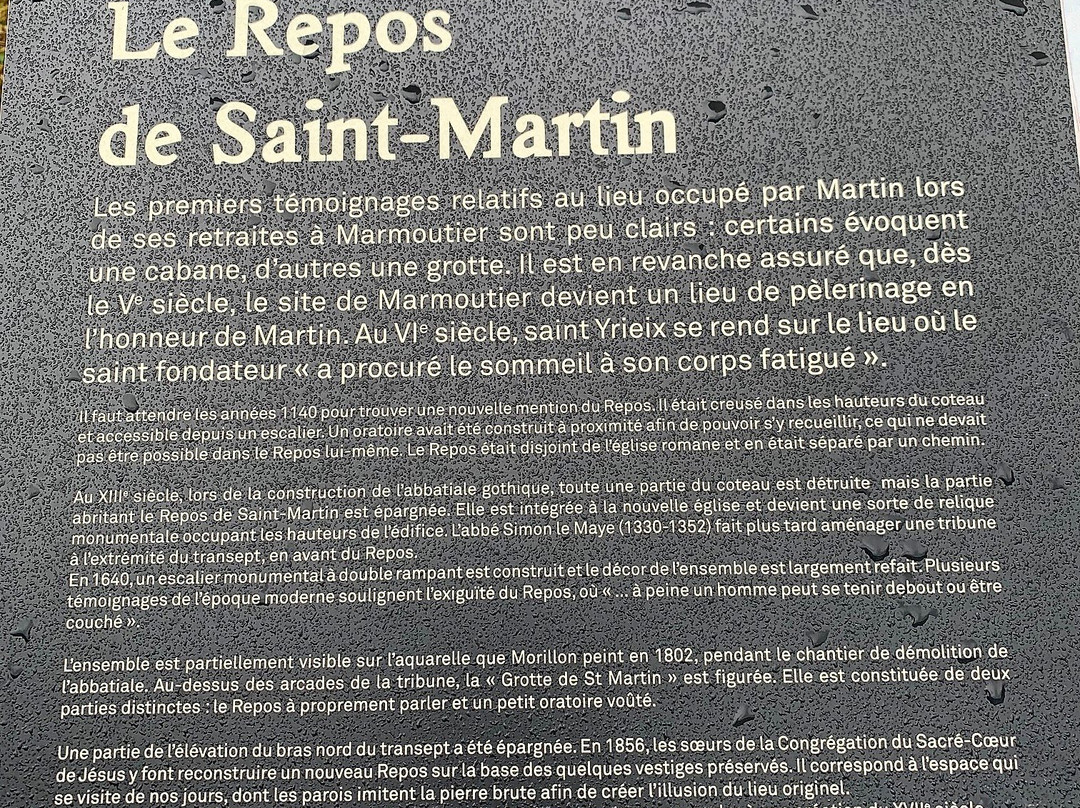 Le Repos
de Saint-Martin
Les premiers témoignages relatifs au lieu occupé par Martin lors
de ses retraites à Marmoutier sont peu clairs : certains évoquent
une cabane, d'autres une grotte. Il est en revanche assuré que, dès
le Ve siècle, le site de Marmoutier devient un lieu de pèlerinage en
l'honneur de Martin. Au VIe siècle, saint Yrieix se rend sur le lieu où le
saint fondateur « a procuré le sommeil à son corps fatigué ».
Il faut attendre les années 1140 pour trouver une nouvelle mention du Repos. Il était creusé dans les hauteurs du coteau
et accessible depuis un escalier. Un oratoire avait été construit à proximité afin de pouvoir s'y recueillir, ce qui ne devait
pas être possible dans le Repos lui-même. Le Repos était disjoint de l'église romane et en était séparé par un chemin.
Au XIIIe siècle, lors de la construction de l'abbatiale gothique, toute une partie du coteau est détruite mais la partie
abritant le Repos de Saint-Martin est épargnée. Elle est intégrée à la nouvelle église et devient une sorte de relique
monumentale occupant les hauteurs de l'édifice. L'abbé Simon le Maye (1330-1352) fait plus tard aménager une tribune
à l'extrémité du transept, en avant du Repos.
En 1640, un escalier monumental à double rampant est construit et le décor de l'ensemble est largement refait. Plusieurs
témoignages de l'époque moderne soulignent l'exiguïté du Repos, où « ... à peine un homme peut se tenir debout ou être
couché ».
L'ensemble est partiellement visible sur l'aquarelle que Morillon peint en 1802, pendant le chantier de démolition de
l'abbatiale. Au-dessus des arcades de la tribune, la « Grotte de St Martin » est figurée. Elle est constituée de deux
parties distinctes : le Repos à proprement parler et un petit oratoire voûté.
Une partie de l'élévation du bras nord du transept a été épargnée. En 1856, les sœurs de la Congrégation du Sacré-Cœur
de Jésus y font reconstruire un nouveau Repos sur la base des quelques vestiges préservés. Il correspond à l'espace qui
se visite de nos jours, dont les parois imitent la pierre brute afin de créer l'illusion du lieu originel.
du XVIIe siècle